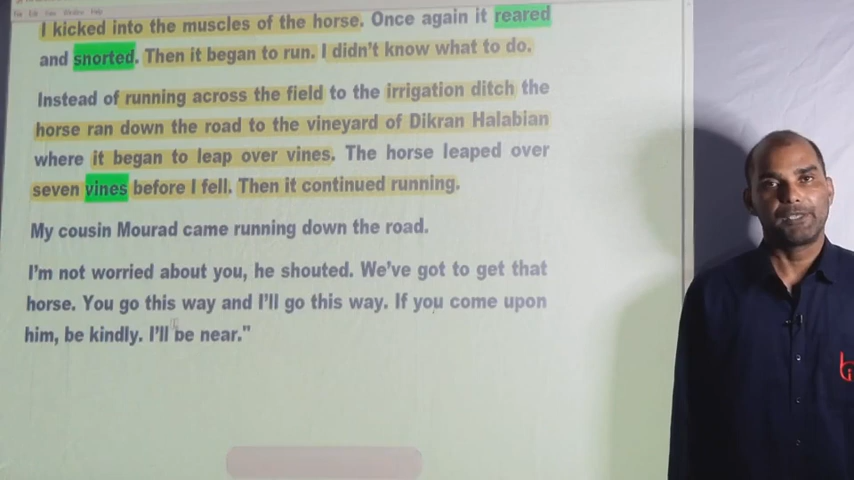 I kicked into the muscles of the horse. Once again it reared
and snorted. Then it began to run. I didn't know what to do.
Instead of running across the field to the irrigation ditch the
horse ran down the road to the vineyard of Dikran Halabian
where it began to leap over vines. The horse leaped over
seven vines before I fell. Then it continued running.
My cousin Mourad came running down the road.
I'm not worried about you, he shouted. We've got to get that
horse. You go this way and I'll go this way. If you come upon
him, be kindly. I'll be near."